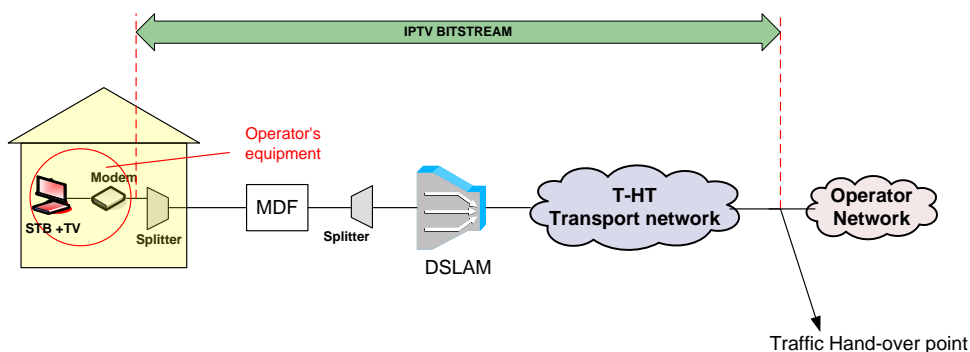 IPTV BITSTREAM
Operator's
equipment
Modem
STB +TV
Splitter
MDF
Splitter
DSLAM
T-HT
Transport network
Operator
Network
Traffic Hand-over point